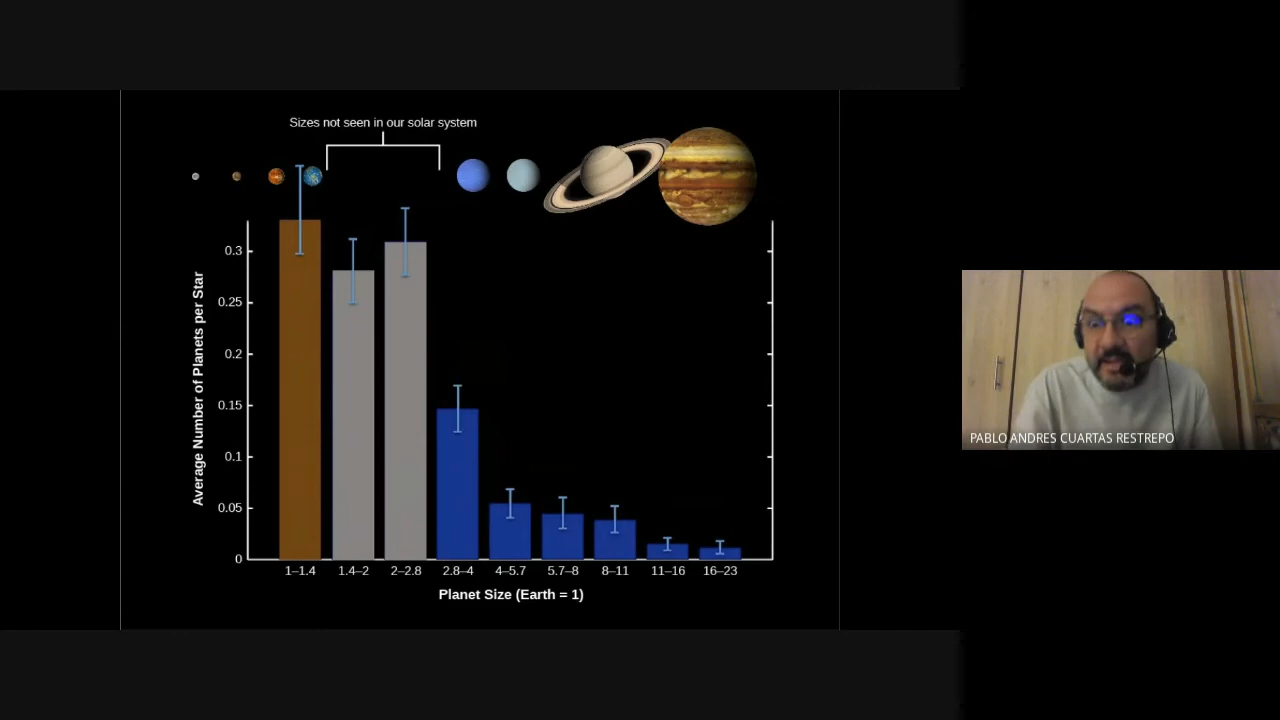 Sizes not seen in our solar system
Average Number of Planets per Star
0.3
0.25
0.2
0.15
0.1
0.05
0
1–1.4 1.4–2 2–2.8 2.8–4 4–5.7 5.7–8 8–11 11–16 16–23
Planet Size (Earth = 1)
PABLO ANDRES CUARTAS RESTREPO